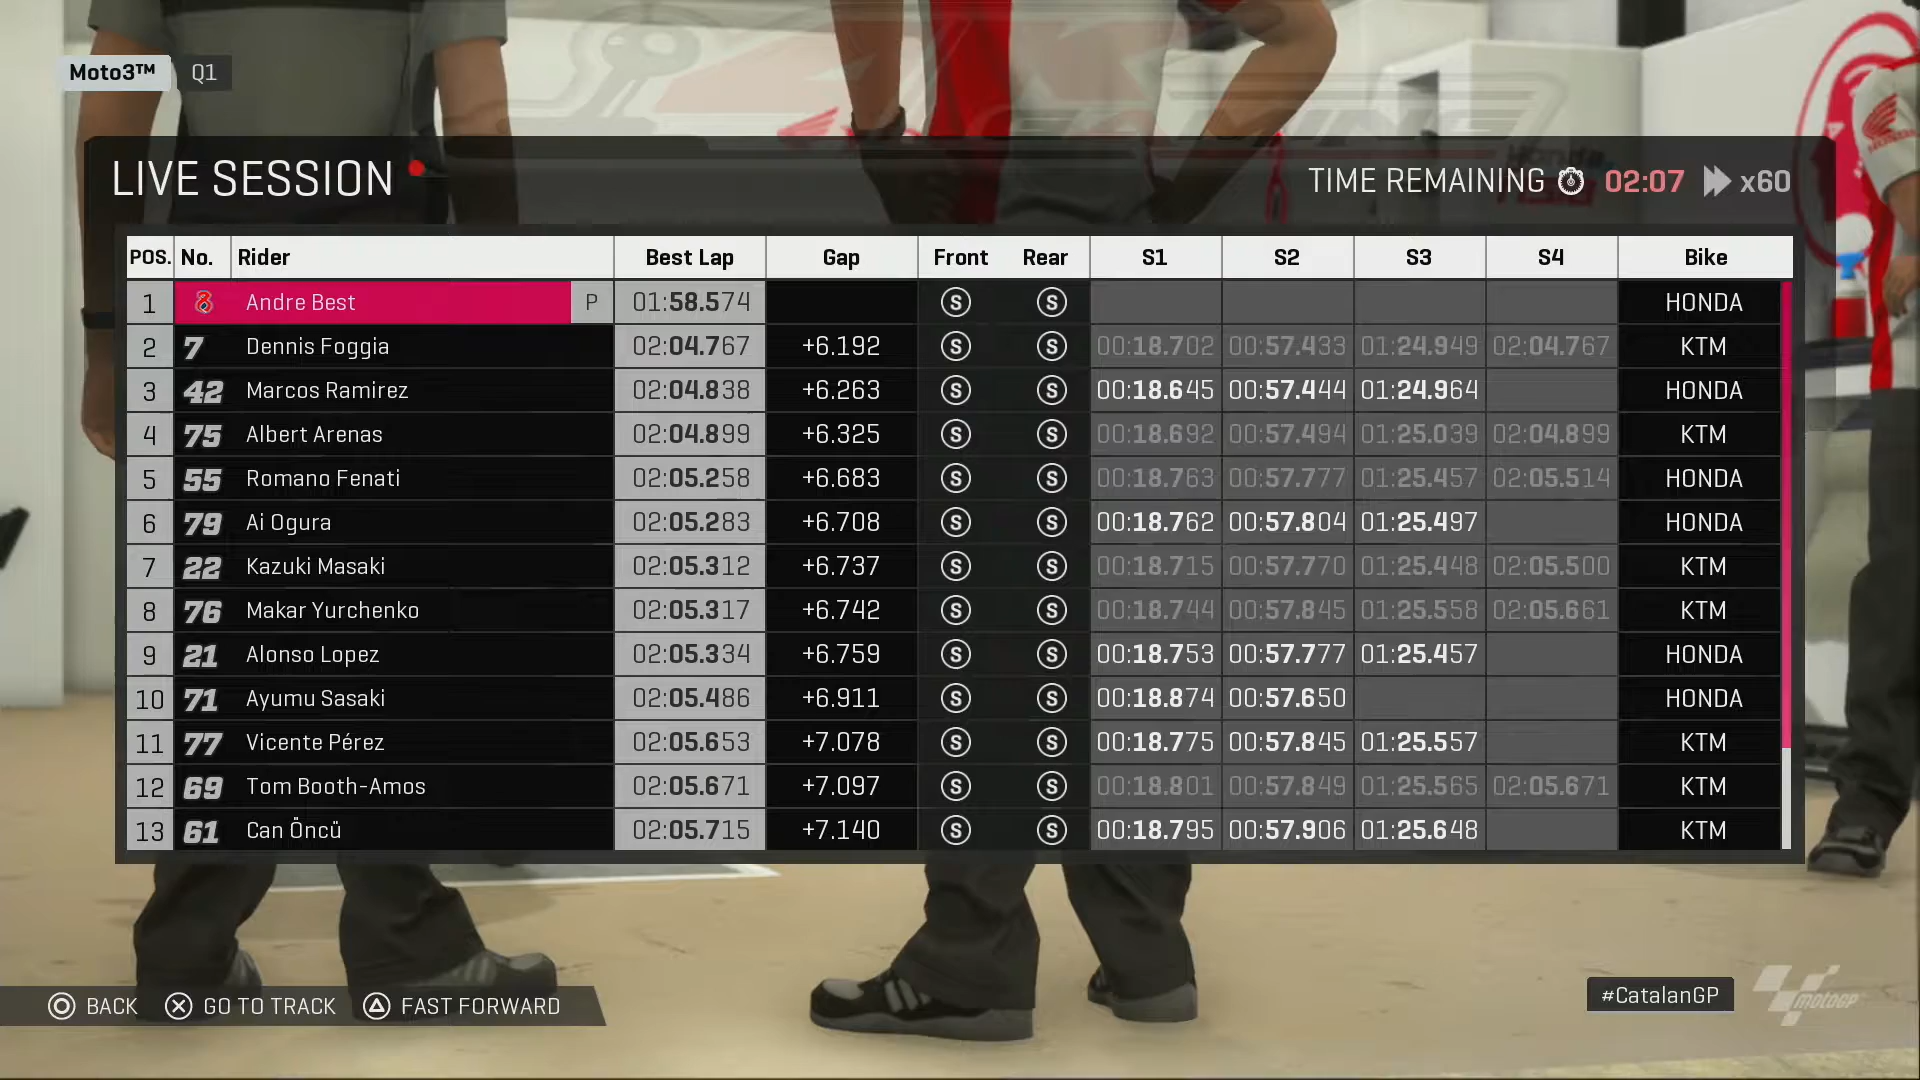 Moto3™ Q1
LIVE SESSION
TIME REMAINING 02:07 x60
POS. No. Rider Best Lap Gap Front Rear S1 S2 S3 S4 Bike
1 8 Andre Best P 01:58.574 S S HONDA
2 7 Dennis Foggia 02:04.767 +6.192 S S 00:18.702 00:57.433 01:24.949 02:04.767 KTM
3 42 Marcos Ramirez 02:04.838 +6.263 S S 00:18.645 00:57.444 01:24.964 HONDA
4 75 Albert Arenas 02:04.899 +6.325 S S 00:18.692 00:57.494 01:25.039 02:04.899 KTM
5 55 Romano Fenati 02:05.258 +6.683 S S 00:18.763 00:57.777 01:25.457 02:05.514 HONDA
6 79 Ai Ogura 02:05.283 +6.708 S S 00:18.762 00:57.804 01:25.497 HONDA
7 22 Kazuki Masaki 02:05.312 +6.737 S S 00:18.715 00:57.770 01:25.448 02:05.500 KTM
8 76 Makar Yurchenko 02:05.317 +6.742 S S 00:18.744 00:57.845 01:25.558 02:05.661 KTM
9 21 Alonso Lopez 02:05.334 +6.759 S S 00:18.753 00:57.777 01:25.457 HONDA
10 71 Ayumu Sasaki 02:05.486 +6.911 S S 00:18.874 00:57.650 HONDA
11 77 Vicente Pérez 02:05.653 +7.078 S S 00:18.775 00:57.845 01:25.557 KTM
12 69 Tom Booth-Amos 02:05.671 +7.097 S S 00:18.801 00:57.849 01:25.565 02:05.671 KTM
13 61 Can Öncü 02:05.715 +7.140 S S 00:18.795 00:57.906 01:25.648 KTM
BACK GO TO TRACK FAST FORWARD
#CatalanGP
motoGP